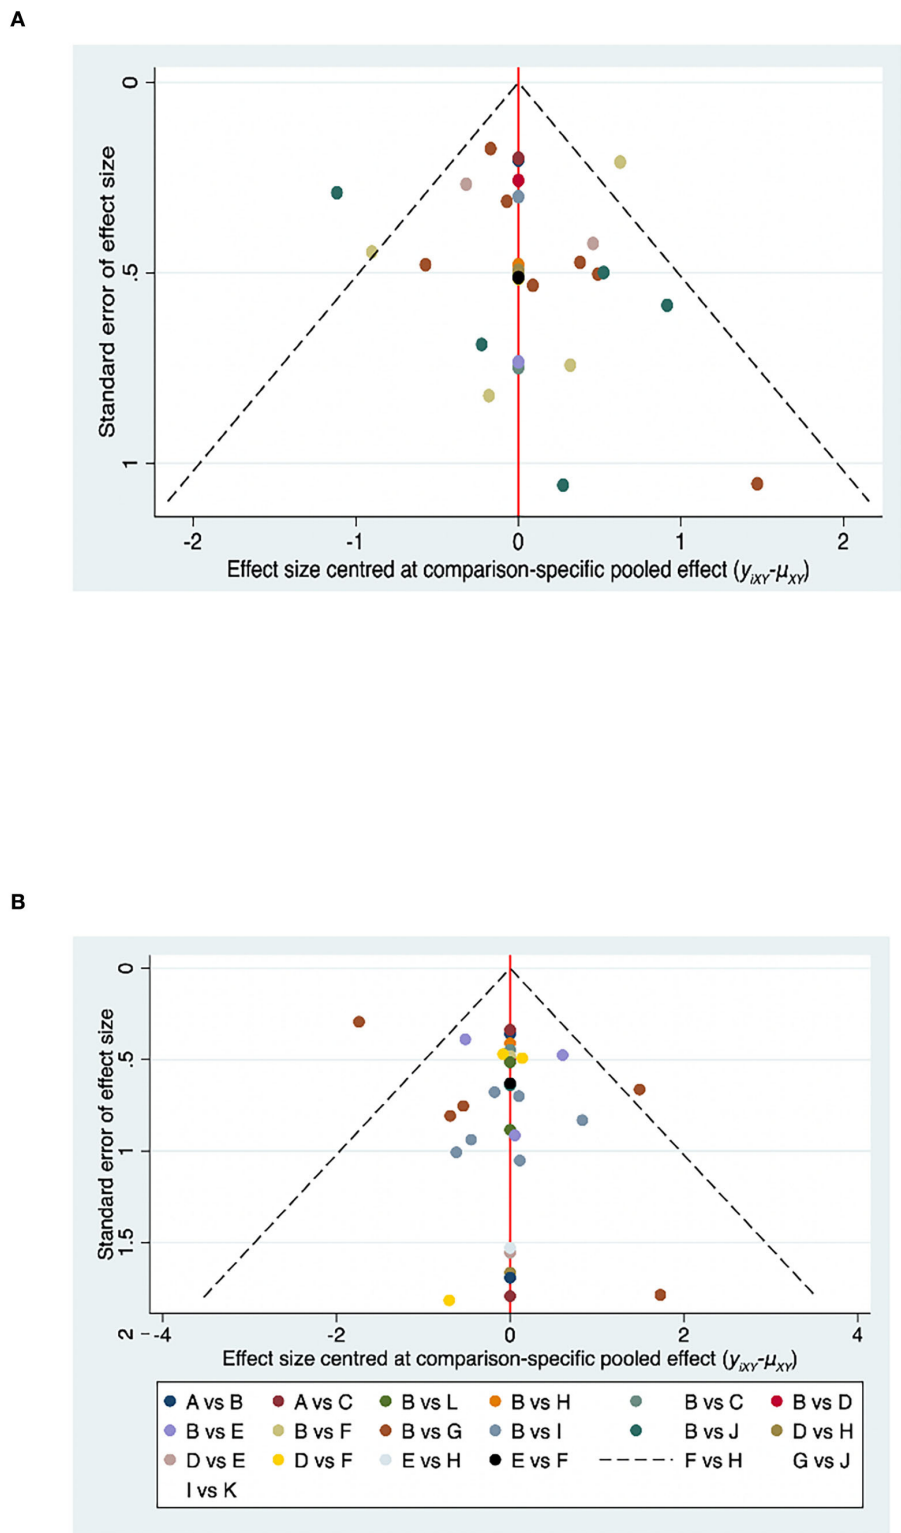 A
Standard error of effect size
0
.5
1
-2 -1 0 1 2
Effect size centred at comparison-specific pooled effect (yiXY-μXY)
B
Standard error of effect size
0
.5
1
1.5
2
-4 -2 0 2 4
Effect size centred at comparison-specific pooled effect (yiXY-μXY)
A vs B A vs C B vs L B vs H B vs C B vs D
B vs E B vs F B vs G B vs I B vs J D vs H
D vs E D vs F E vs H E vs F F vs H G vs J
I vs K